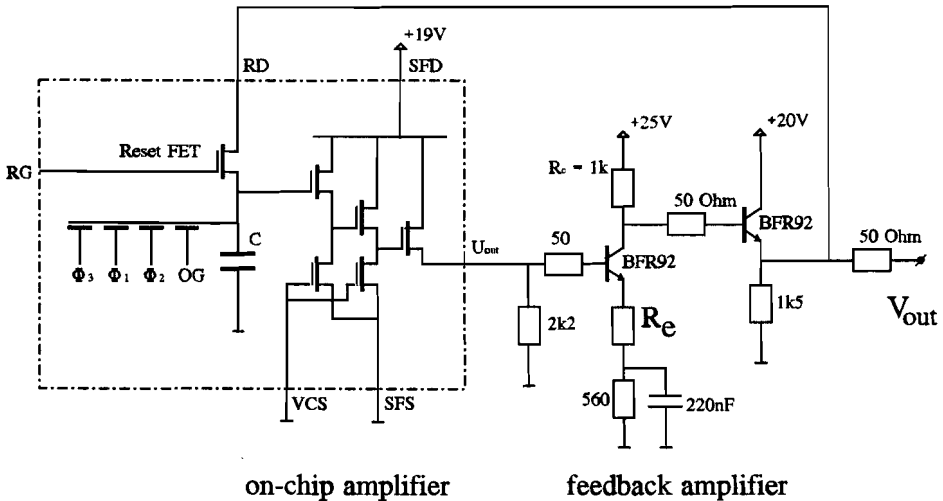 +19V
RD
SFD
+25V
+20V
Reset FET
RG
Rc = 1k
50 Ohm
BFR92
C
Uout
50
BFR92
50 Ohm
Φ3 Φ1 Φ2 OG
2k2
Re
1k5
Vout
VCS
SFS
560
220nF
on-chip amplifier
feedback amplifier